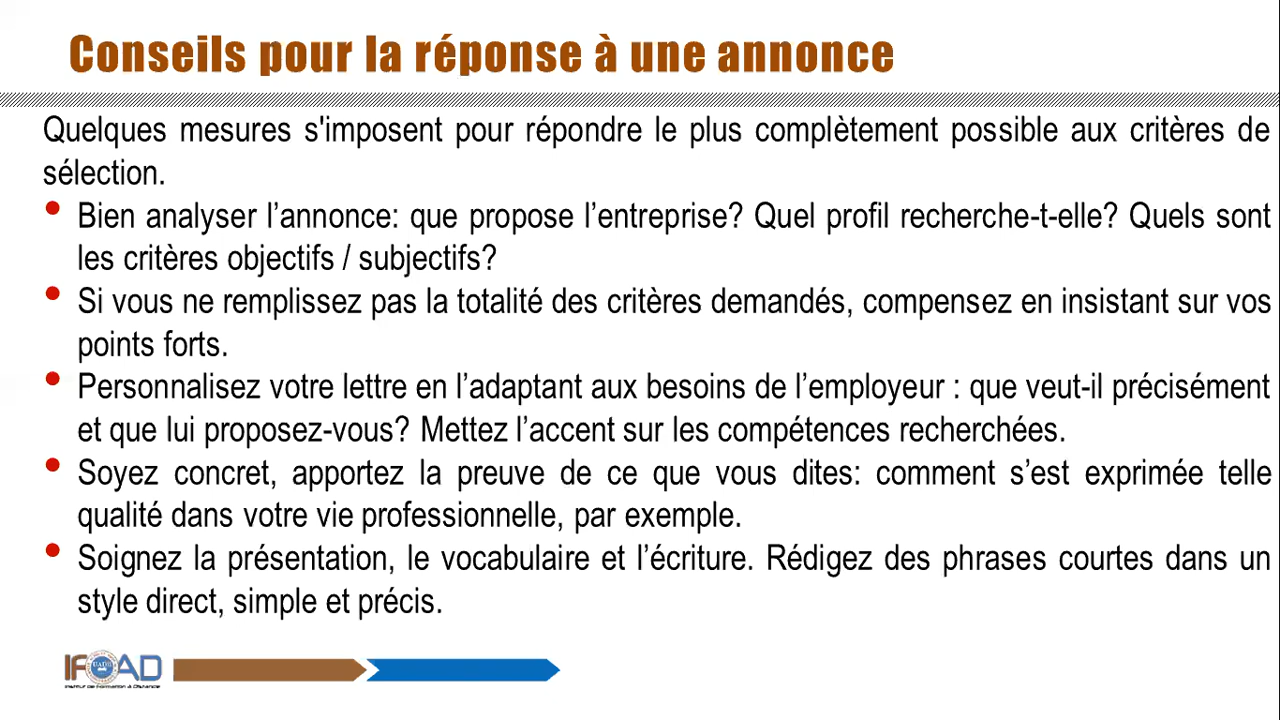 Conseils pour la réponse à une annonce
Quelques mesures s'imposent pour répondre le plus complètement possible aux critères de
sélection.
• Bien analyser l’annonce: que propose l’entreprise? Quel profil recherche-t-elle? Quels sont
les critères objectifs / subjectifs?
• Si vous ne remplissez pas la totalité des critères demandés, compensez en insistant sur vos
points forts.
• Personnalisez votre lettre en l’adaptant aux besoins de l’employeur : que veut-il précisément
et que lui proposez-vous? Mettez l’accent sur les compétences recherchées.
• Soyez concret, apportez la preuve de ce que vous dites: comment s’est exprimée telle
qualité dans votre vie professionnelle, par exemple.
• Soignez la présentation, le vocabulaire et l’écriture. Rédigez des phrases courtes dans un
style direct, simple et précis.
IFOAD
Institut de Formation à Distance